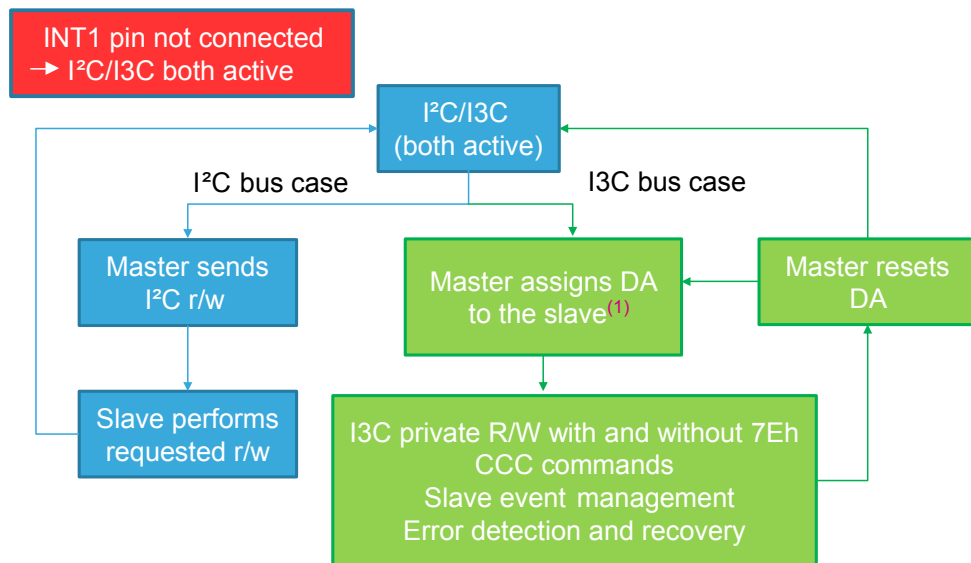 INT1 pin not connected
→ I²C/I3C both active
I²C/I3C
(both active)
I²C bus case
I3C bus case
Master sends
I²C r/w
Master assigns DA
to the slave(1)
Master resets
DA
Slave performs
requested r/w
I3C private R/W with and without 7Eh
CCC commands
Slave event management
Error detection and recovery